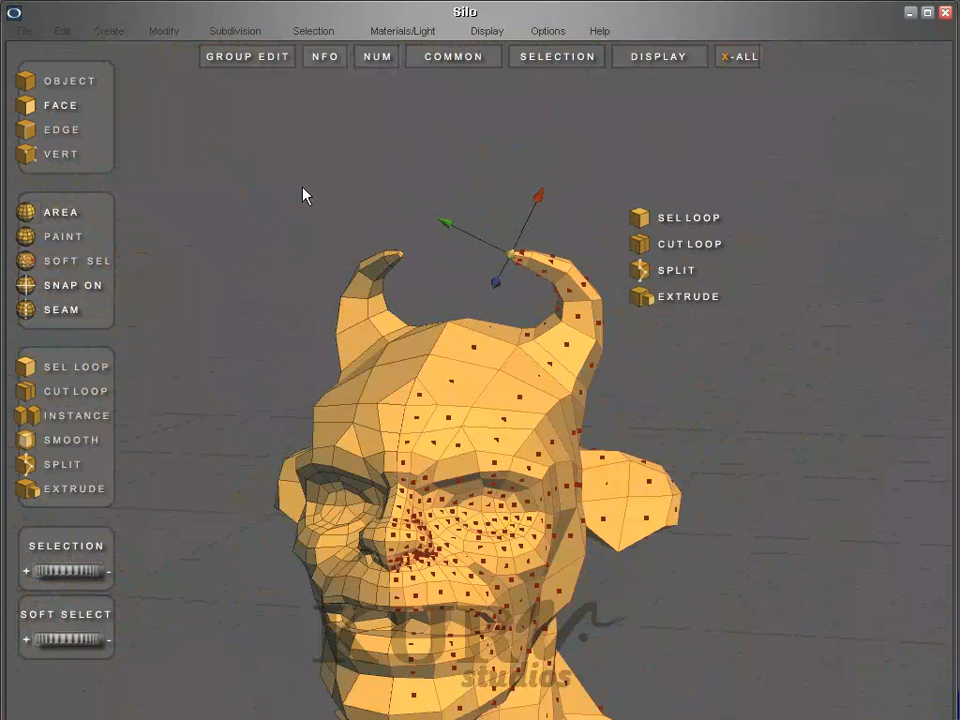 Silo
File Edit Create Modify Subdivision Selection Materials/Light Display Options Help
GROUP EDIT NFO NUM COMMON SELECTION DISPLAY X-ALL
OBJECT
FACE
EDGE
VERT
AREA
PAINT
SOFT SEL
SNAP ON
SEAM
SEL LOOP
CUT LOOP
SPLIT
EXTRUDE
SEL LOOP
CUT LOOP
INSTANCE
SMOOTH
SPLIT
EXTRUDE
SELECTION
+ -
SOFT SELECT
+ -
studios